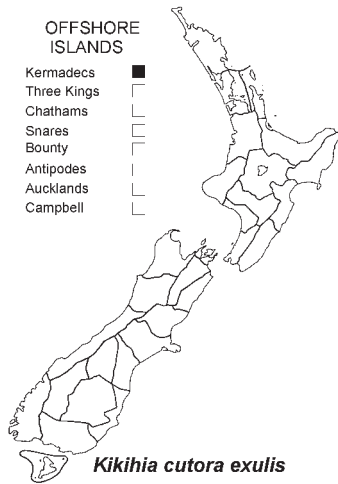 OFFSHORE
ISLANDS
Kermadecs
Three Kings
Chathams
Snares
Bounty
Antipodes
Aucklands
Campbell
Kikihia cutora exulis